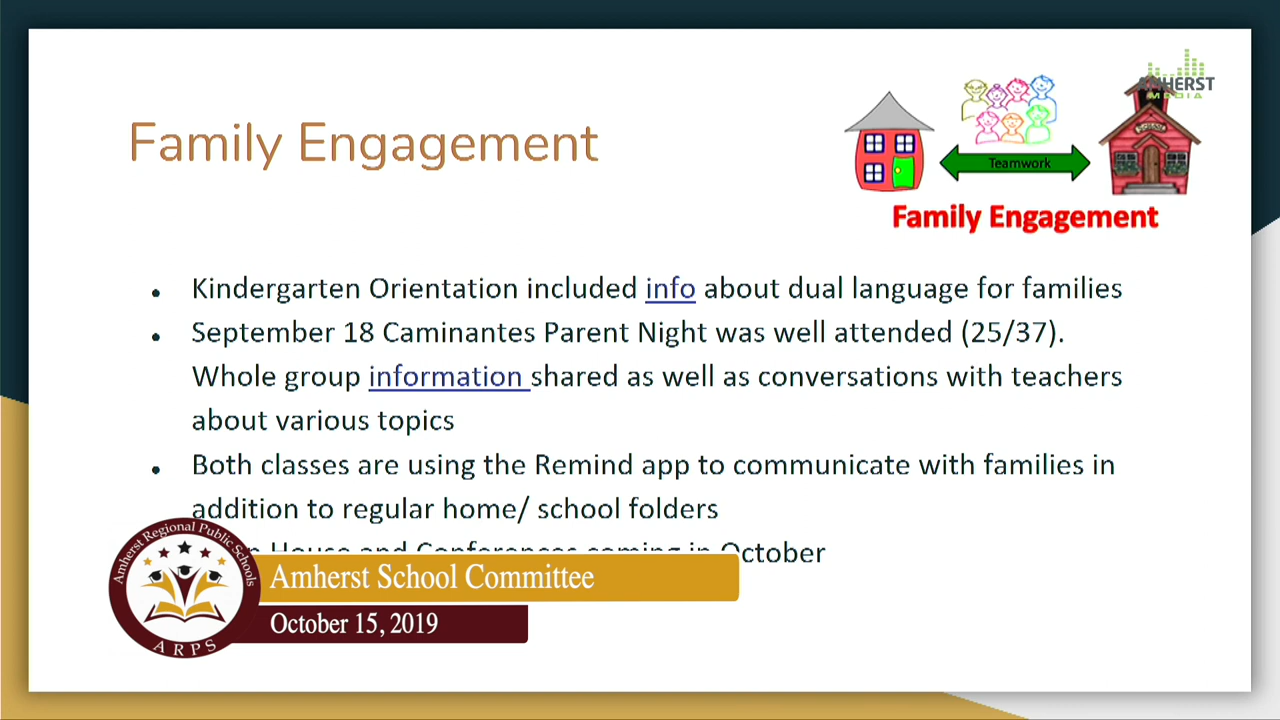 AMHERST
MEDIA
Family Engagement
SCHOOL
Teamwork
Family Engagement
Kindergarten Orientation included info about dual language for families
September 18 Caminantes Parent Night was well attended (25/37).
Whole group information shared as well as conversations with teachers
about various topics
Both classes are using the Remind app to communicate with families in
addition to regular home/ school folders
House and Conferences coming in October
Amherst Regional Public Schools
ARPS
Amherst School Committee
October 15, 2019